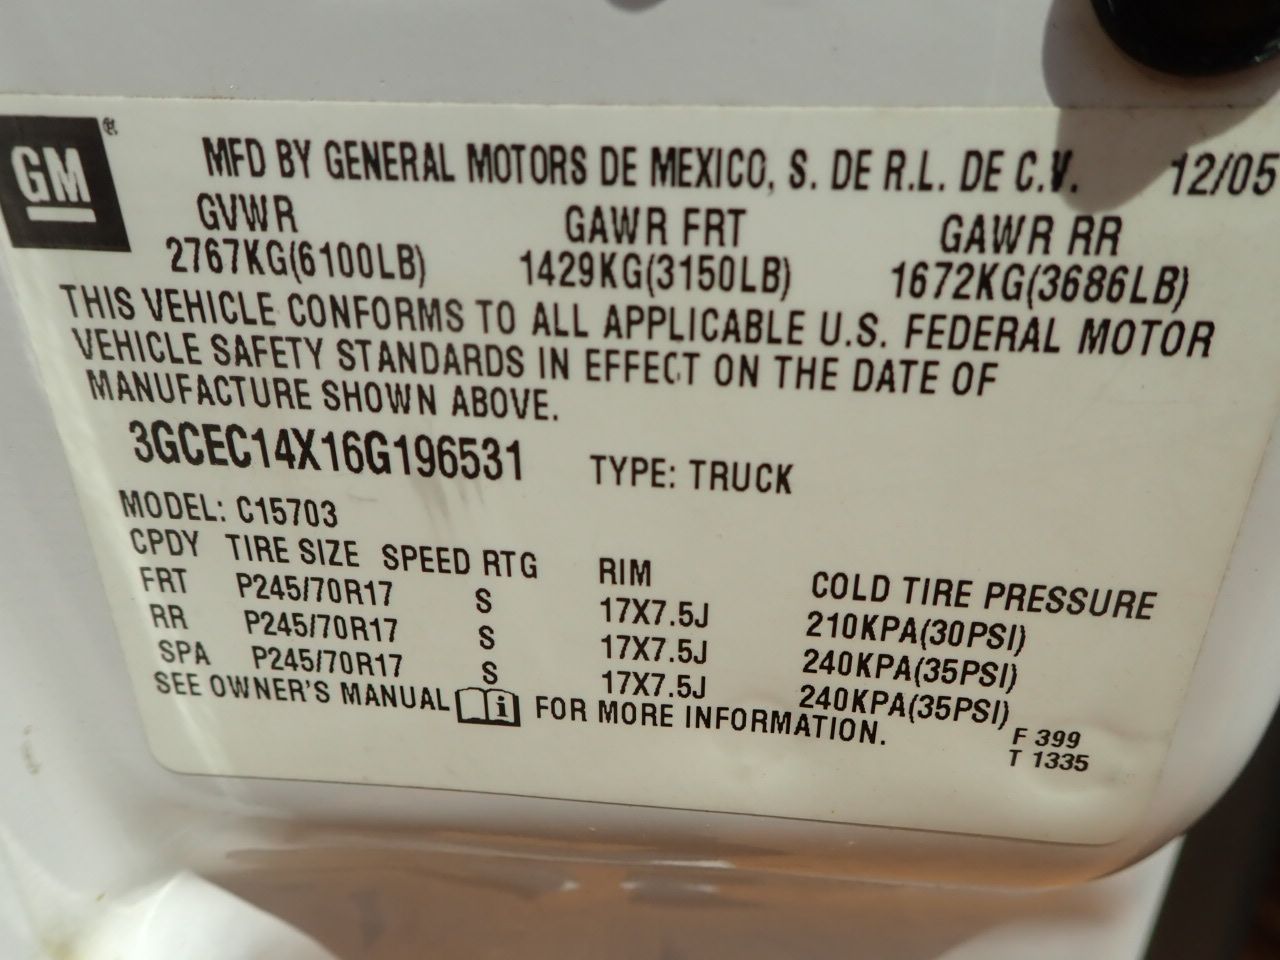 GM ®
MFD BY GENERAL MOTORS DE MEXICO, S. DE R.L. DE C.V. 12/05
GVWR GAWR FRT GAWR RR
2767KG(6100LB) 1429KG(3150LB) 1672KG(3686LB)
THIS VEHICLE CONFORMS TO ALL APPLICABLE U.S. FEDERAL MOTOR
VEHICLE SAFETY STANDARDS IN EFFECT ON THE DATE OF
MANUFACTURE SHOWN ABOVE.
3GCEC14X16G196531 TYPE: TRUCK
MODEL: C15703
CPDY TIRE SIZE SPEED RTG RIM COLD TIRE PRESSURE
FRT P245/70R17 S 17X7.5J 210KPA(30PSI)
RR P245/70R17 S 17X7.5J 240KPA(35PSI)
SPA P245/70R17 S 17X7.5J 240KPA(35PSI)
SEE OWNER'S MANUAL i FOR MORE INFORMATION.
F 399
T 1335